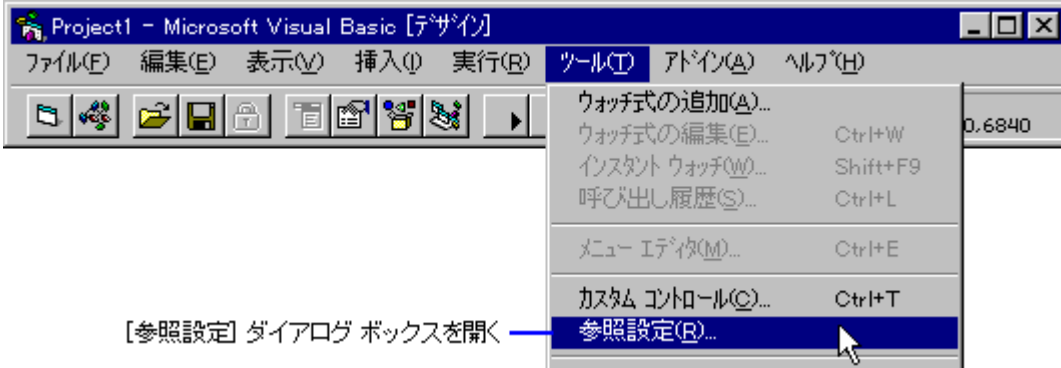 Project1 - Microsoft Visual Basic [ﾃﾞｻﾞｲﾝ]
ﾌｧｲﾙ(F) 編集(E) 表示(V) 挿入(I) 実行(R) ﾂｰﾙ(T) ｱﾄﾞｲﾝ(A) ﾍﾙﾌﾟ(H)
ｳｫｯﾁ式の追加(A)...
0,6840
ｳｫｯﾁ式の編集(E)... Ctrl+W
ｲﾝｽﾀﾝﾄ ｳｫｯﾁ(W)... Shift+F9
呼び出し履歴(S)... Ctrl+L
ﾒﾆｭｰ ｴﾃﾞｨﾀ(M)... Ctrl+E
ｶｽﾀﾑ ｺﾝﾄﾛｰﾙ(C)... Ctrl+T
[参照設定] ダイアログ ボックスを開く
参照設定(R)...